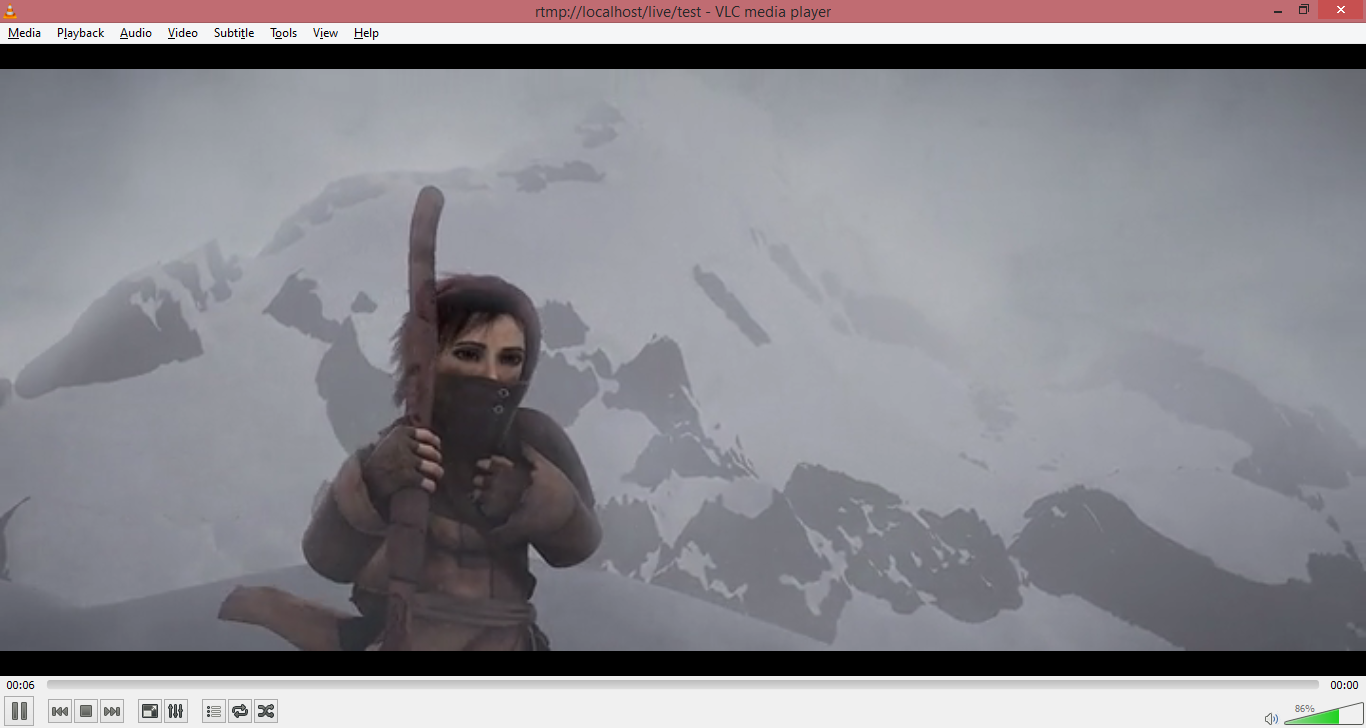 rtmp://localhost/live/test - VLC media player
Media Playback Audio Video Subtitle Tools View Help
00:06 00:00
86%